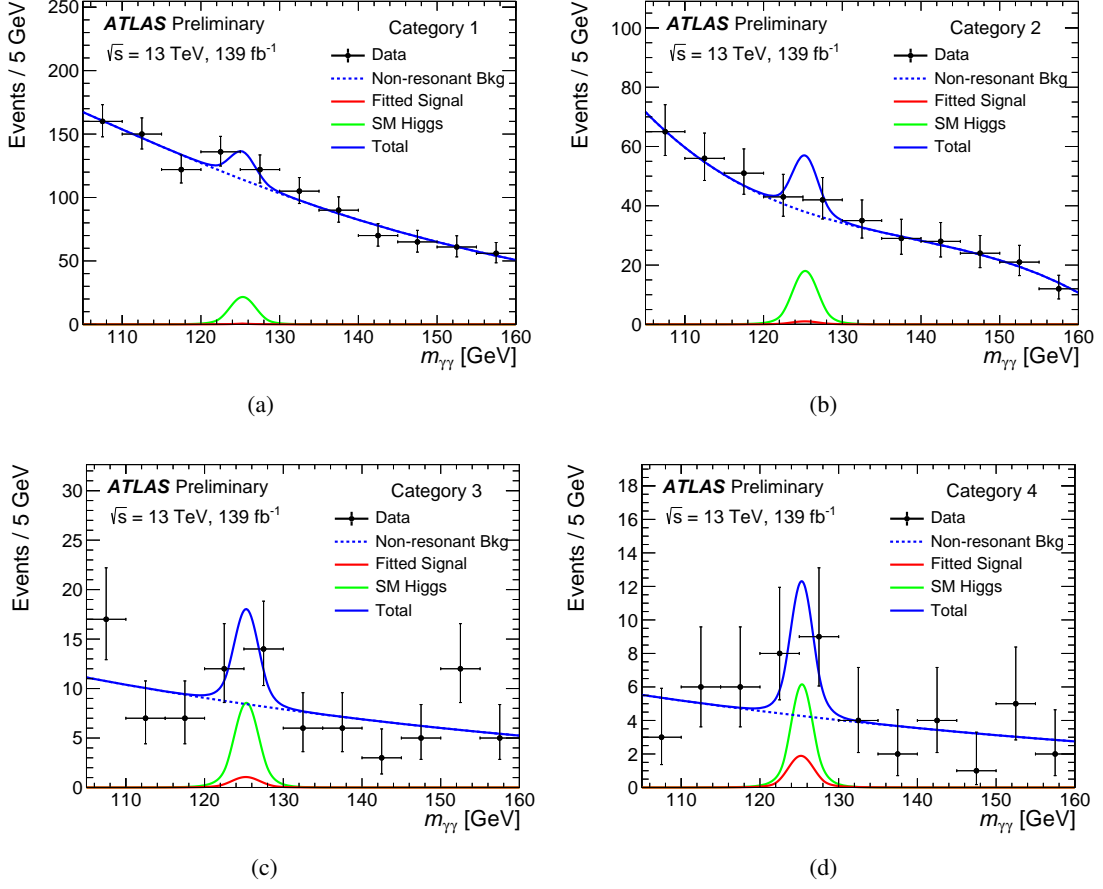 ATLAS Preliminary
√s = 13 TeV, 139 fb⁻¹
Category 1
Data
Non-resonant Bkg
Fitted Signal
SM Higgs
Total
Events / 5 GeV
250
200
150
100
50
0
110 120 130 140 150 160
mγγ [GeV]
(a)
ATLAS Preliminary
√s = 13 TeV, 139 fb⁻¹
Category 2
Data
Non-resonant Bkg
Fitted Signal
SM Higgs
Total
Events / 5 GeV
100
80
60
40
20
0
110 120 130 140 150 160
mγγ [GeV]
(b)
ATLAS Preliminary
√s = 13 TeV, 139 fb⁻¹
Category 3
Data
Non-resonant Bkg
Fitted Signal
SM Higgs
Total
Events / 5 GeV
30
25
20
15
10
5
0
110 120 130 140 150 160
mγγ [GeV]
(c)
ATLAS Preliminary
√s = 13 TeV, 139 fb⁻¹
Category 4
Data
Non-resonant Bkg
Fitted Signal
SM Higgs
Total
Events / 5 GeV
18
16
14
12
10
8
6
4
2
0
110 120 130 140 150 160
mγγ [GeV]
(d)